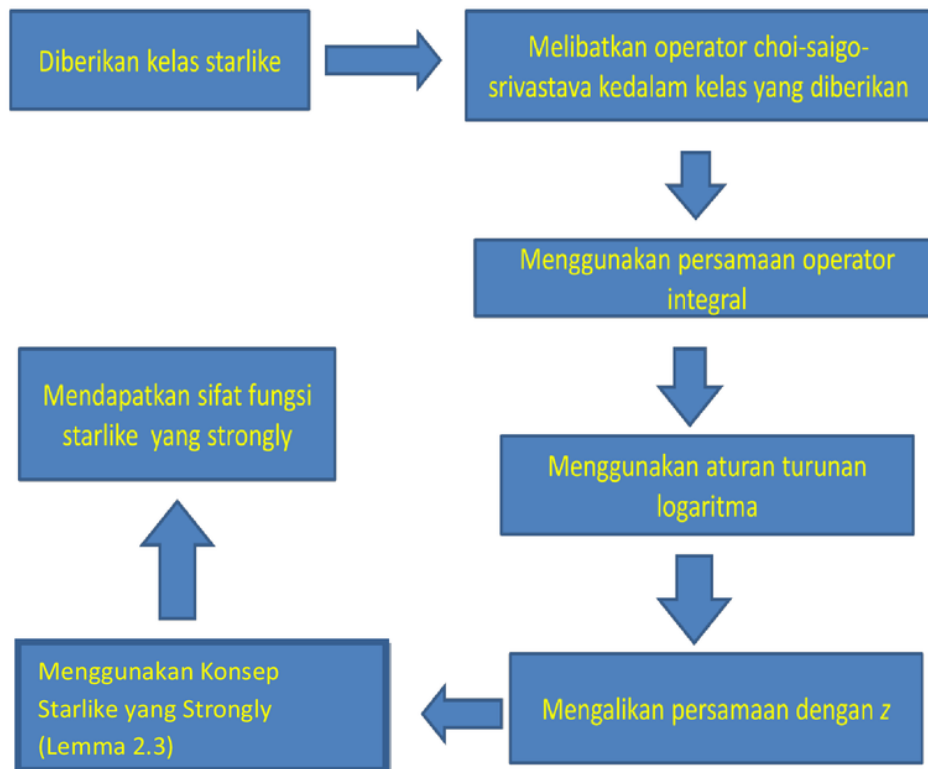 Diberikan kelas starlike
Melibatkan operator choi-saigo-
srivastava kedalam kelas yang diberikan
Menggunakan persamaan operator
integral
Menggunakan aturan turunan
logaritma
Mengalikan persamaan dengan z
Menggunakan Konsep
Starlike yang Strongly
(Lemma 2.3)
Mendapatkan sifat fungsi
starlike yang strongly